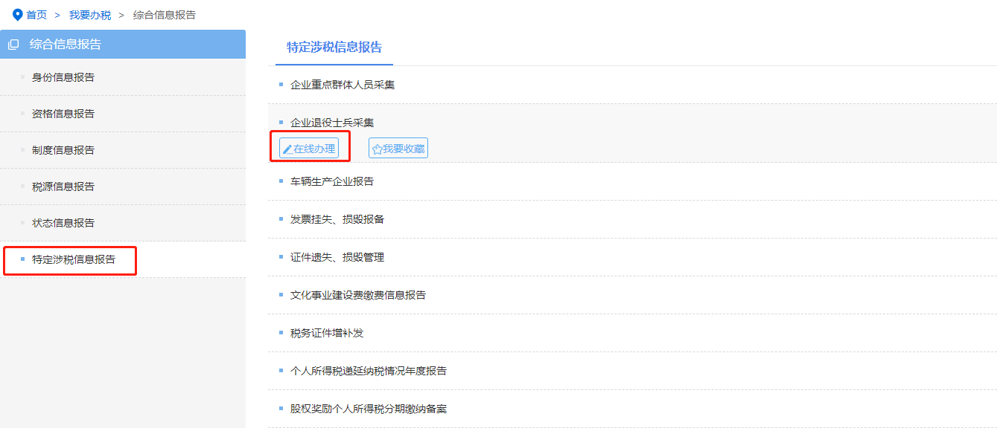 首页 > 我要办税 > 综合信息报告
综合信息报告
身份信息报告
资格信息报告
制度信息报告
税源信息报告
状态信息报告
特定涉税信息报告
特定涉税信息报告
企业重点群体人员采集
企业退役士兵采集
在线办理 我要收藏
车辆生产企业报告
发票挂失、损毁报备
证件遗失、损毁管理
文化事业建设费缴费信息报告
税务证件增补发
个人所得税递延纳税情况年度报告
股权奖励个人所得税分期缴纳备案